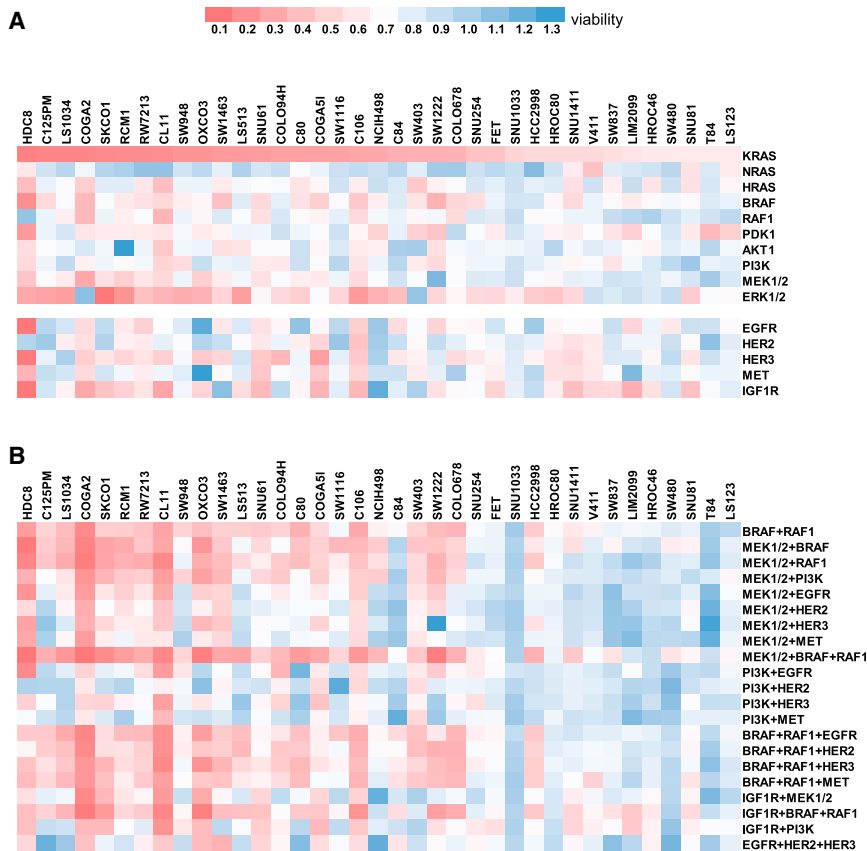 A
viability
0.1 0.2 0.3 0.4 0.5 0.6 0.7 0.8 0.9 1.0 1.1 1.2 1.3
HDC8 C125PM LS1034 COGA2 SKCO1 RCM1 RW7213 CL11 SW948 OXCO3 SW1463 LS513 SNU61 COLO94H C80 COGA5I SW1116 C106 NCIH498 C84 SW403 SW1222 COLO678 SNU254 FET SNU1033 HCC2998 HROC80 SNU1411 V411 SW837 LIM2099 HROC46 SW480 SNU81 T84 LS123
KRAS
NRAS
HRAS
BRAF
RAF1
PDK1
AKT1
PI3K
MEK1/2
ERK1/2
EGFR
HER2
HER3
MET
IGF1R
B
HDC8 C125PM LS1034 COGA2 SKCO1 RCM1 RW7213 CL11 SW948 OXCO3 SW1463 LS513 SNU61 COLO94H C80 COGA5I SW1116 C106 NCIH498 C84 SW403 SW1222 COLO678 SNU254 FET SNU1033 HCC2998 HROC80 SNU1411 V411 SW837 LIM2099 HROC46 SW480 SNU81 T84 LS123
BRAF+RAF1
MEK1/2+BRAF
MEK1/2+RAF1
MEK1/2+PI3K
MEK1/2+EGFR
MEK1/2+HER2
MEK1/2+HER3
MEK1/2+MET
MEK1/2+BRAF+RAF1
PI3K+EGFR
PI3K+HER2
PI3K+HER3
PI3K+MET
BRAF+RAF1+EGFR
BRAF+RAF1+HER2
BRAF+RAF1+HER3
BRAF+RAF1+MET
IGF1R+MEK1/2
IGF1R+BRAF+RAF1
IGF1R+PI3K
EGFR+HER2+HER3